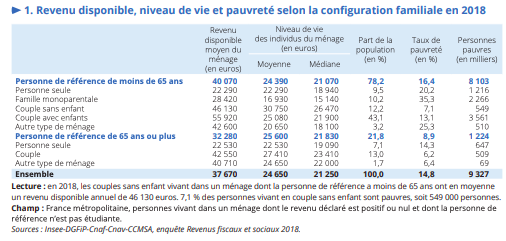 ► 1. Revenu disponible, niveau de vie et pauvreté selon la configuration familiale en 2018
Revenu disponible moyen du ménage (en euros) Niveau de vie des individus du ménage (en euros) Part de la population (en %) Taux de pauvreté (en %) Personnes pauvres (en milliers)
Moyenne Médiane
Personne de référence de moins de 65 ans 40 070 24 390 21 070 78,2 16,4 8 103
Personne seule 22 290 22 290 18 940 9,5 20,2 1 216
Famille monoparentale 28 420 16 930 15 140 10,2 35,3 2 266
Couple sans enfant 46 130 30 750 26 470 12,2 7,1 549
Couple avec enfants 55 920 25 080 21 900 43,1 13,1 3 561
Autre type de ménage 42 600 20 650 18 100 3,2 25,3 510
Personne de référence de 65 ans ou plus 32 280 25 600 21 830 21,8 8,9 1 224
Personne seule 22 530 22 530 19 090 7,1 14,3 647
Couple 42 550 27 410 23 410 13,0 6,2 509
Autre type de ménage 40 710 24 650 22 000 1,7 6,4 69
Ensemble 37 670 24 650 21 250 100,0 14,8 9 327
Lecture : en 2018, les couples sans enfant vivant dans un ménage dont la personne de référence a moins de 65 ans ont en moyenne
un revenu disponible annuel de 46 130 euros. 7,1 % des personnes vivant en couple sans enfant sont pauvres, soit 549 000 personnes.
Champ : France métropolitaine, personnes vivant dans un ménage dont le revenu déclaré est positif ou nul et dont la personne de
référence n'est pas étudiante.
Sources : Insee-DGFiP-Cnaf-Cnav-CCMSA, enquête Revenus fiscaux et sociaux 2018.